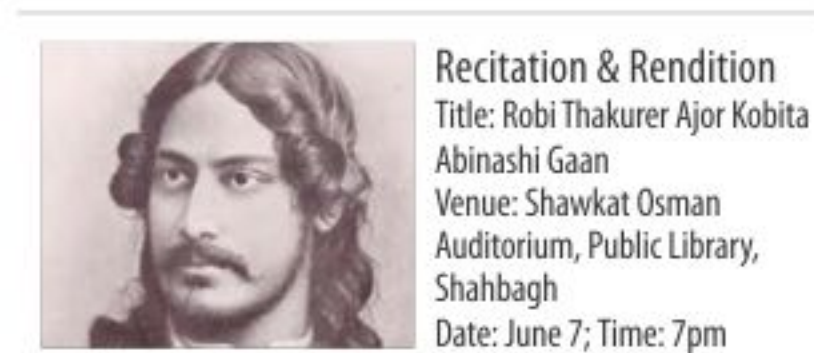 Recitation & Rendition
Title: Robi Thakurer Ajor Kobita
Abinashi Gaan
Venue: Shawkat Osman
Auditorium, Public Library,
Shahbagh
Date: June 7; Time: 7pm